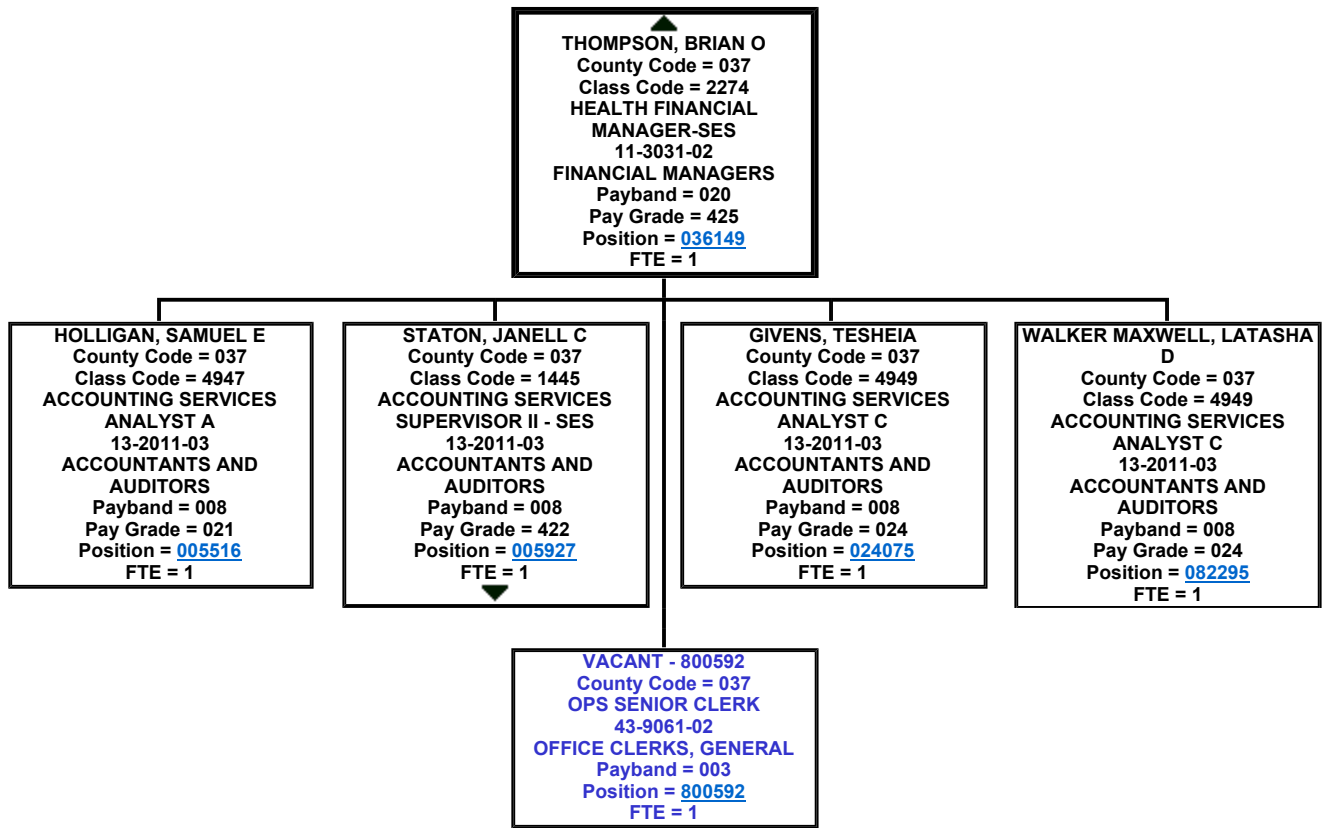 THOMPSON, BRIAN O
County Code = 037
Class Code = 2274
HEALTH FINANCIAL
MANAGER-SES
11-3031-02
FINANCIAL MANAGERS
Payband = 020
Pay Grade = 425
Position = 036149
FTE = 1
HOLLIGAN, SAMUEL E
County Code = 037
Class Code = 4947
ACCOUNTING SERVICES
ANALYST A
13-2011-03
ACCOUNTANTS AND
AUDITORS
Payband = 008
Pay Grade = 021
Position = 005516
FTE = 1
STATON, JANELL C
County Code = 037
Class Code = 1445
ACCOUNTING SERVICES
SUPERVISOR II - SES
13-2011-03
ACCOUNTANTS AND
AUDITORS
Payband = 008
Pay Grade = 422
Position = 005927
FTE = 1
GIVENS, TESHEIA
County Code = 037
Class Code = 4949
ACCOUNTING SERVICES
ANALYST C
13-2011-03
ACCOUNTANTS AND
AUDITORS
Payband = 008
Pay Grade = 024
Position = 024075
FTE = 1
WALKER MAXWELL, LATASHA
D
County Code = 037
Class Code = 4949
ACCOUNTING SERVICES
ANALYST C
13-2011-03
ACCOUNTANTS AND
AUDITORS
Payband = 008
Pay Grade = 024
Position = 082295
FTE = 1
VACANT - 800592
County Code = 037
OPS SENIOR CLERK
43-9061-02
OFFICE CLERKS, GENERAL
Payband = 003
Position = 800592
FTE = 1